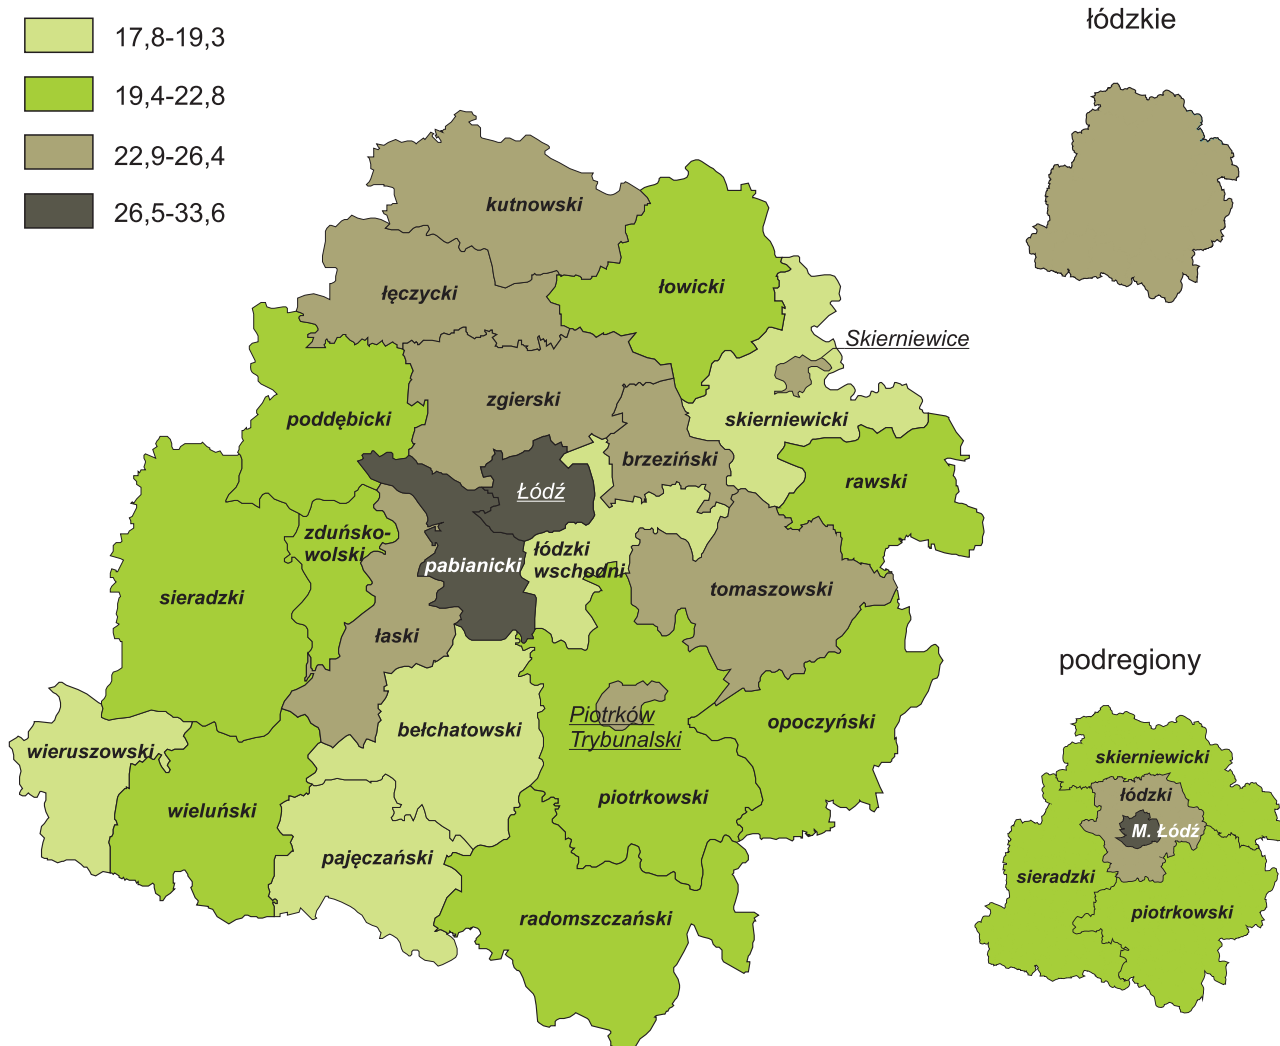 17,8-19,3
19,4-22,8
22,9-26,4
26,5-33,6
łódzkie
kutnowski
łęczycki
łowicki
Skierniewice
zgierski
poddębicki
skierniewicki
brzeziński
rawski
Łódź
zduńsko-
wolski
pabianicki
łódzki
wschodni
tomaszowski
sieradzki
łaski
podregiony
bełchatowski
Piotrków
Trybunalski
opoczyński
wieruszowski
wieluński
piotrkowski
pajęczański
radomszczański
skierniewicki
łódzki
M. Łódź
sieradzki
piotrkowski